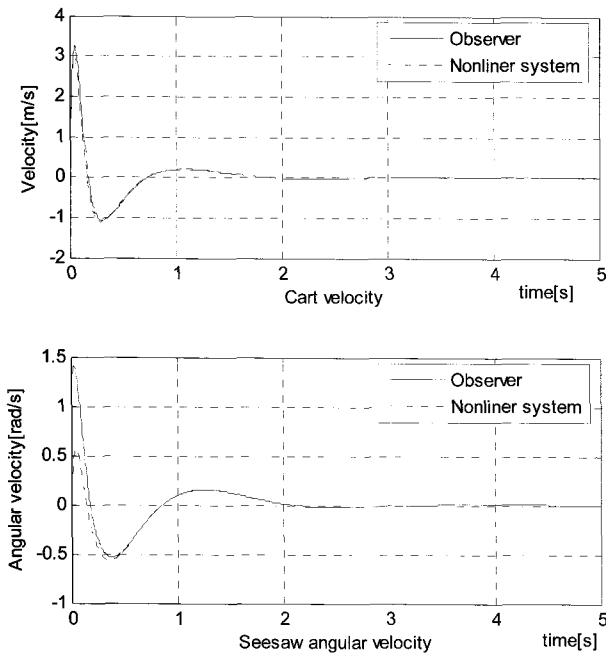 4
3
2
1
0
-1
-2
Velocity[m/s]
Observer
Nonliner system
0 1 2 3 4 5
Cart velocity
time[s]
1.5
1
0.5
0
-0.5
-1
Angular velocity[rad/s]
Observer
Nonliner system
0 1 2 3 4 5
Seesaw angular velocity
time[s]